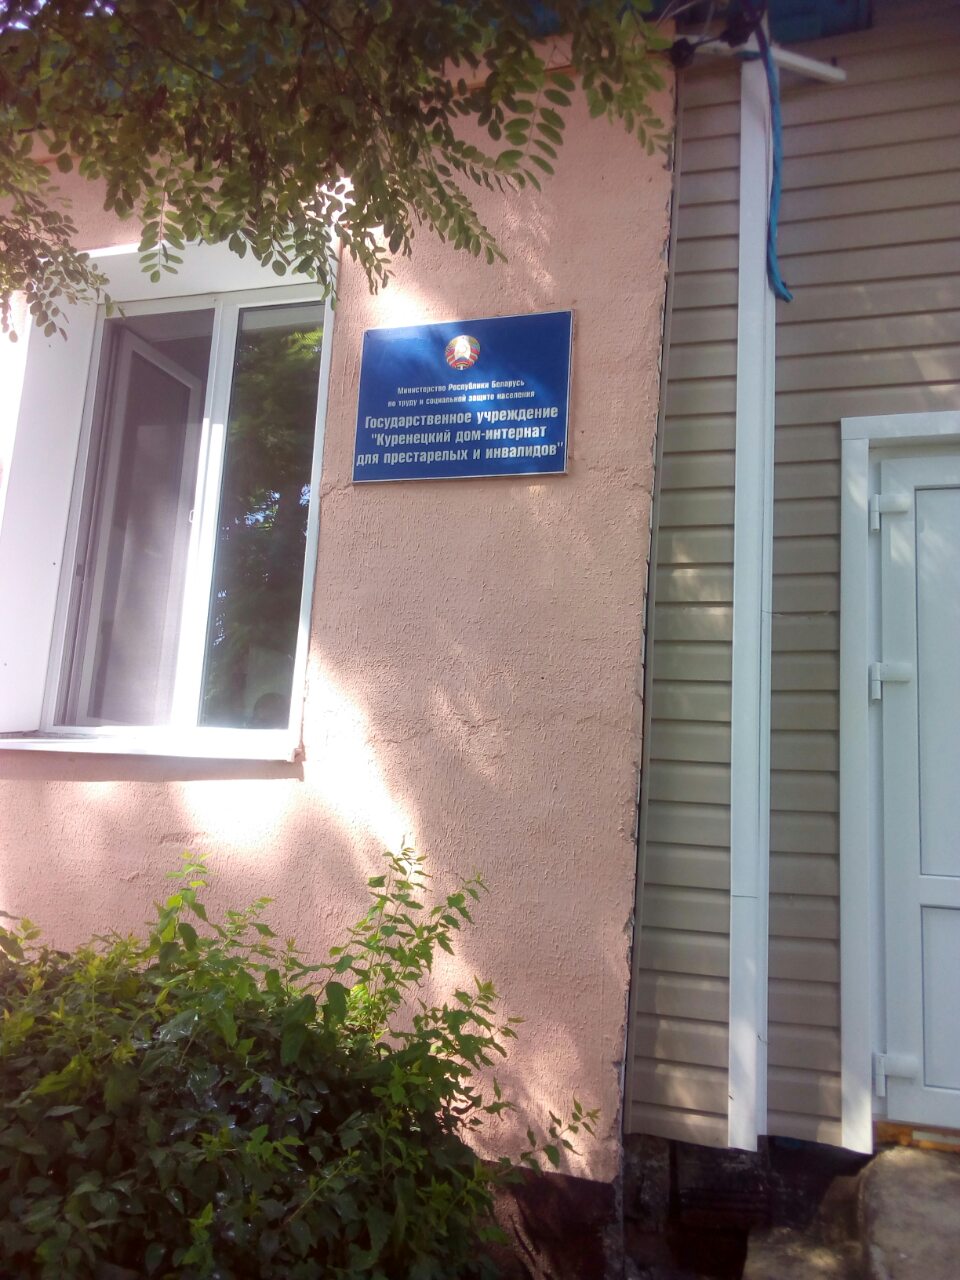 Министерство Республики Беларусь
по труду и социальной защите населения
Государственное учреждение
"Куренецкий дом-интернат
для престарелых и инвалидов"